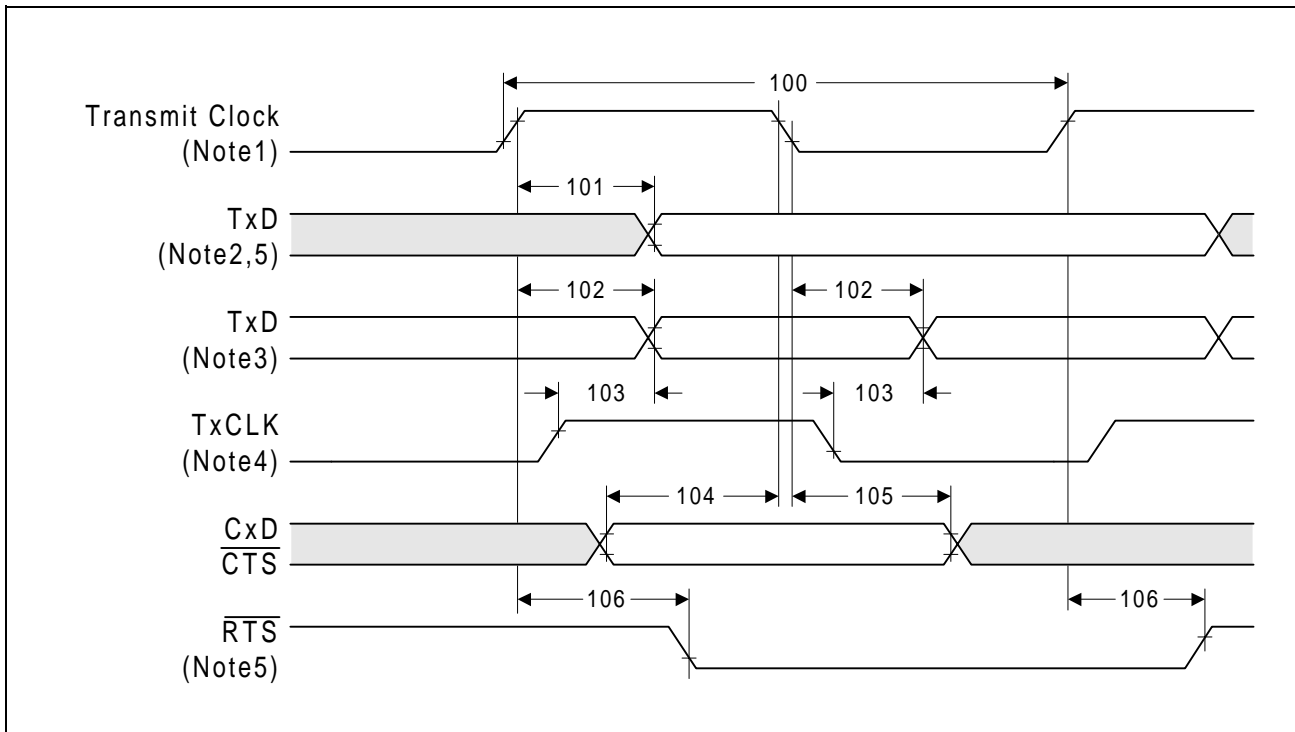 100
Transmit Clock
(Note1)
101
TxD
(Note2,5)
102 102
TxD
(Note3)
103 103
TxCLK
(Note4)
104 105
CxD
CTS
106 106
RTS
(Note5)